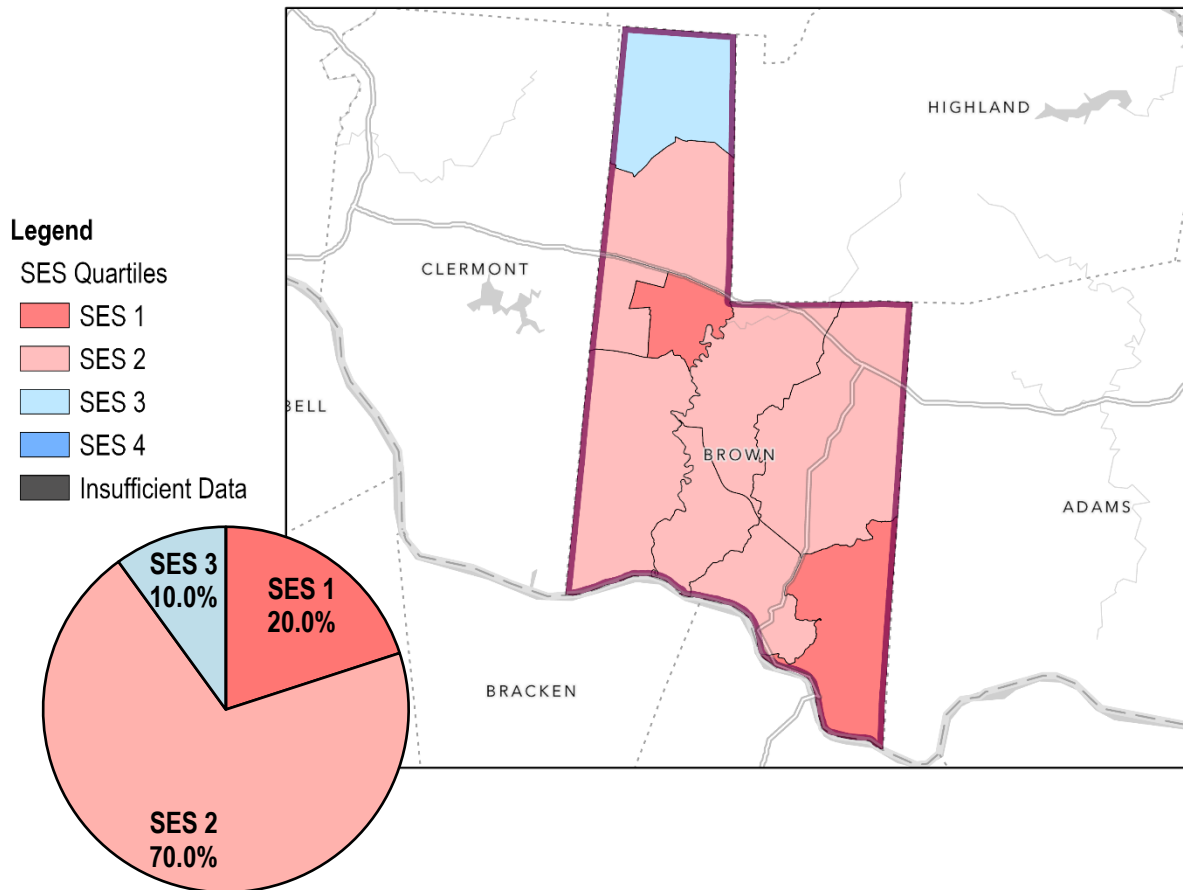 HIGHLAND
CLERMONT
Legend
SES Quartiles
SES 1
SES 2
SES 3
SES 4
Insufficient Data
BELL
BROWN
ADAMS
BRACKEN
SES 3
10.0%
SES 1
20.0%
SES 2
70.0%